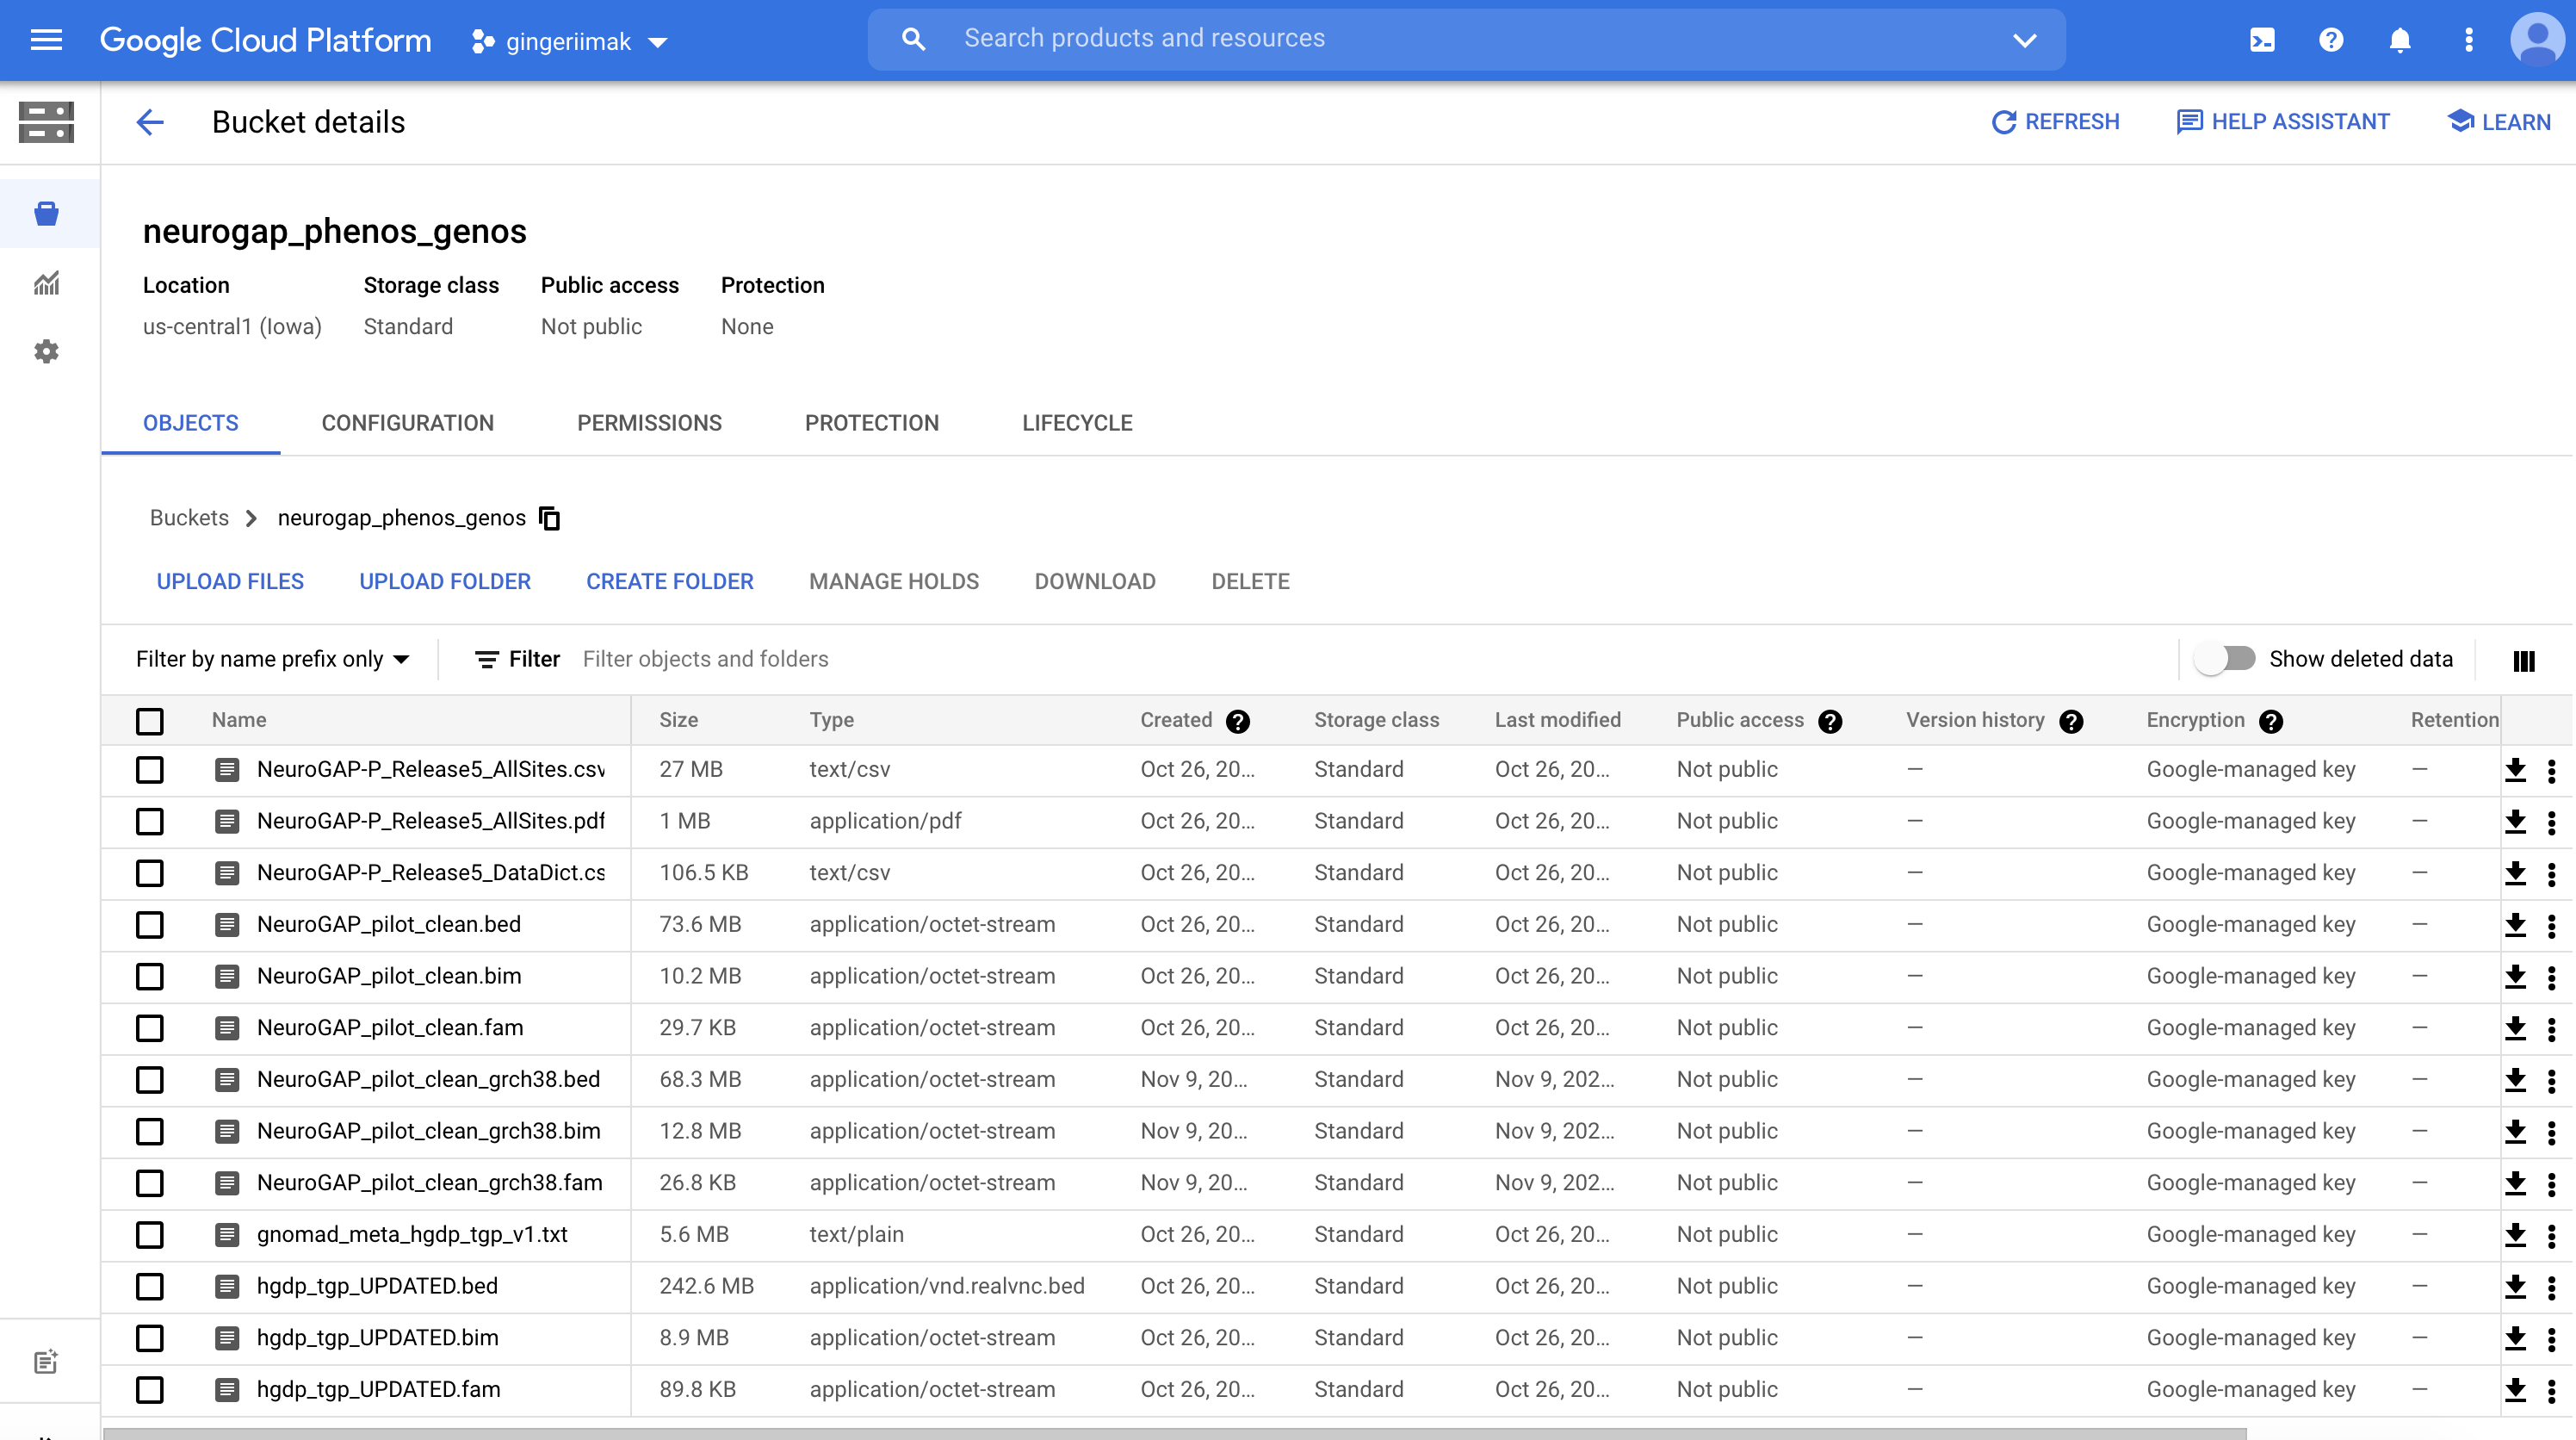 Google Cloud Platform gingeriimak Search products and resources
Bucket details REFRESH HELP ASSISTANT LEARN
neurogap_phenos_genos
Location Storage class Public access Protection
us-central1 (Iowa) Standard Not public None
OBJECTS CONFIGURATION PERMISSIONS PROTECTION LIFECYCLE
Buckets neurogap_phenos_genos
UPLOAD FILES UPLOAD FOLDER CREATE FOLDER MANAGE HOLDS DOWNLOAD DELETE
Filter by name prefix only Filter Filter objects and folders Show deleted data
Name Size Type Created Storage class Last modified Public access Version history Encryption Retention
NeuroGAP-P_Release5_AllSites.csv 27 MB text/csv Oct 26, 20... Standard Oct 26, 20... Not public — Google-managed key —
NeuroGAP-P_Release5_AllSites.pdf 1 MB application/pdf Oct 26, 20... Standard Oct 26, 20... Not public — Google-managed key —
NeuroGAP-P_Release5_DataDict.cs 106.5 KB text/csv Oct 26, 20... Standard Oct 26, 20... Not public — Google-managed key —
NeuroGAP_pilot_clean.bed 73.6 MB application/octet-stream Oct 26, 20... Standard Oct 26, 20... Not public — Google-managed key —
NeuroGAP_pilot_clean.bim 10.2 MB application/octet-stream Oct 26, 20... Standard Oct 26, 20... Not public — Google-managed key —
NeuroGAP_pilot_clean.fam 29.7 KB application/octet-stream Oct 26, 20... Standard Oct 26, 20... Not public — Google-managed key —
NeuroGAP_pilot_clean_grch38.bed 68.3 MB application/octet-stream Nov 9, 20... Standard Nov 9, 202... Not public — Google-managed key —
NeuroGAP_pilot_clean_grch38.bim 12.8 MB application/octet-stream Nov 9, 20... Standard Nov 9, 202... Not public — Google-managed key —
NeuroGAP_pilot_clean_grch38.fam 26.8 KB application/octet-stream Nov 9, 20... Standard Nov 9, 202... Not public — Google-managed key —
gnomad_meta_hgdp_tgp_v1.txt 5.6 MB text/plain Oct 26, 20... Standard Oct 26, 20... Not public — Google-managed key —
hgdp_tgp_UPDATED.bed 242.6 MB application/vnd.realvnc.bed Oct 26, 20... Standard Oct 26, 20... Not public — Google-managed key —
hgdp_tgp_UPDATED.bim 8.9 MB application/octet-stream Oct 26, 20... Standard Oct 26, 20... Not public — Google-managed key —
hgdp_tgp_UPDATED.fam 89.8 KB application/octet-stream Oct 26, 20... Standard Oct 26, 20... Not public — Google-managed key —